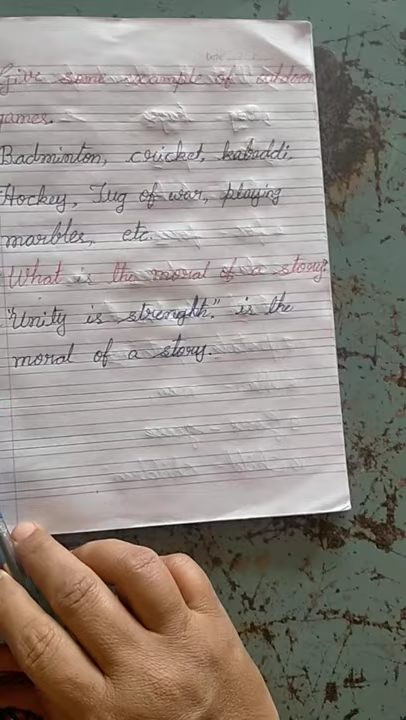 Give some example of outdoor
games.
Badminton, cricket, kabaddi,
Hockey, Tug of war, playing
marbles, etc.
What is the moral of a story?
"Unity is strength." is the
moral of a story.